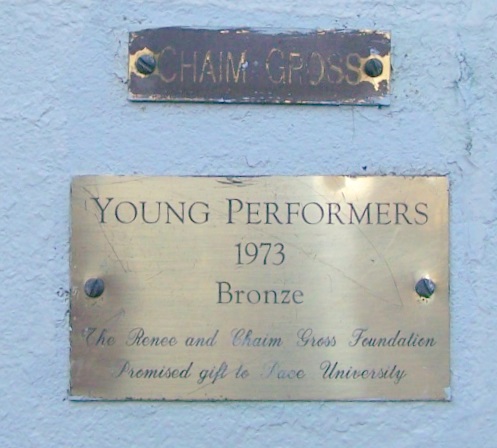 CHAIM GROSS
YOUNG PERFORMERS
1973
Bronze
The Renee and Chaim Gross Foundation
Promised gift to Pace University